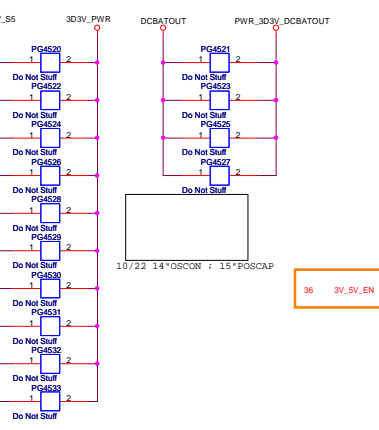 _S5 3D3V_PWR DCBATOUT PWR_3D3V_DCBATOUT
PG4520
1 2
Do Not Stuff
PG4522
1 2
Do Not Stuff
PG4524
1 2
Do Not Stuff
PG4526
1 2
Do Not Stuff
PG4528
1 2
Do Not Stuff
PG4529
1 2
Do Not Stuff
PG4530
1 2
Do Not Stuff
PG4531
1 2
Do Not Stuff
PG4532
1 2
Do Not Stuff
PG4533
1 2
Do Not Stuff
PG4521
1 2
Do Not Stuff
PG4523
1 2
Do Not Stuff
PG4525
1 2
Do Not Stuff
PG4527
1 2
Do Not Stuff
10/22 14"OSCON ; 15"POSCAP
36 3V_5V_EN